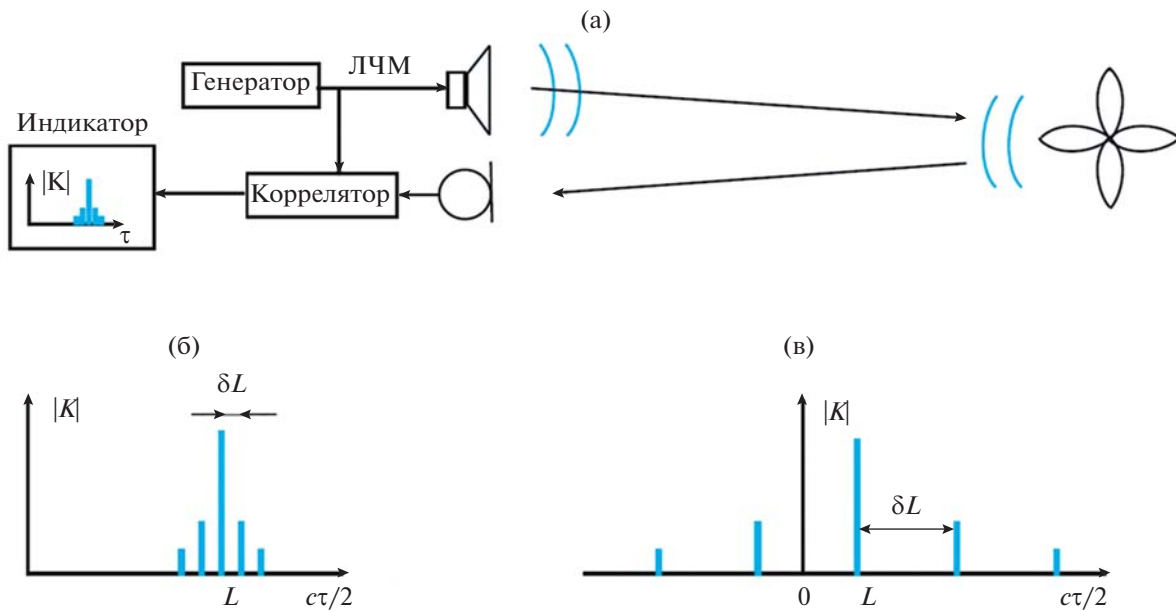 (а)
ЛЧМ
Генератор
Индикатор
|K|
τ
Коррелятор
(б)
δL
|K|
L
cτ/2
(в)
|K|
δL
0
L
cτ/2